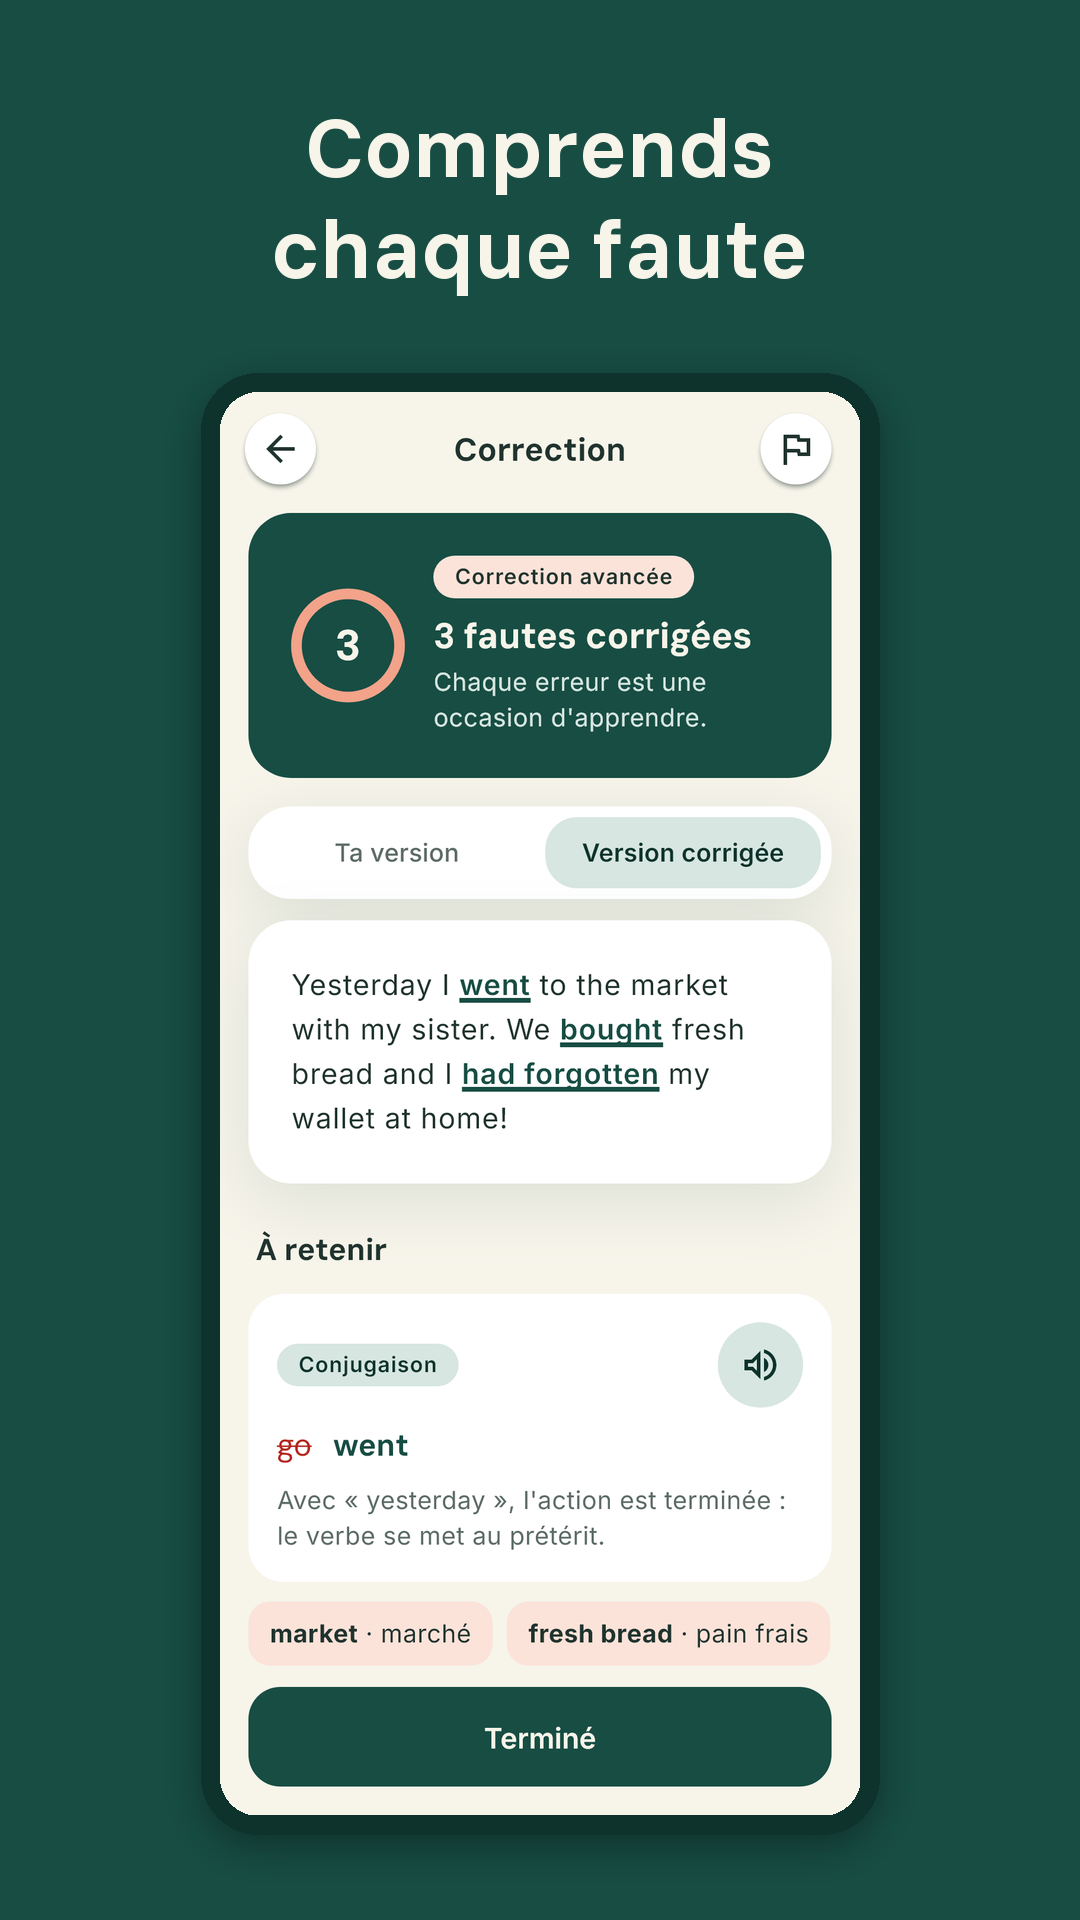 Comprends
chaque faute
Correction
3
Correction avancée
3 fautes corrigées
Chaque erreur est une
occasion d'apprendre.
Ta version
Version corrigée
Yesterday I went to the market
with my sister. We bought fresh
bread and I had forgotten my
wallet at home!
À retenir
Conjugaison
go went
Avec « yesterday », l'action est terminée :
le verbe se met au prétérit.
market · marché
fresh bread · pain frais
Terminé